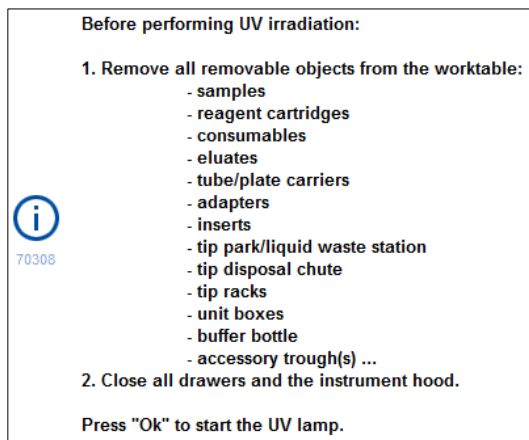 Before performing UV irradiation:
1. Remove all removable objects from the worktable:
- samples
- reagent cartridges
- consumables
- eluates
- tube/plate carriers
- adapters
- inserts
- tip park/liquid waste station
- tip disposal chute
- tip racks
- unit boxes
- buffer bottle
- accessory trough(s) ...
2. Close all drawers and the instrument hood.
Press "Ok" to start the UV lamp.
i
70308